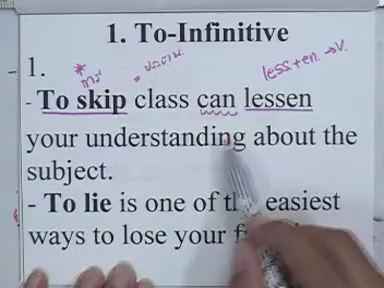 1. To-Infinitive
1.
less+en. → v.
- To skip class can lessen
your understanding about the
subject.
- To lie is one of the easiest
ways to lose your